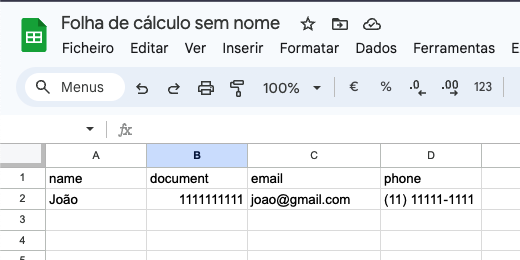 Folha de cálculo sem nome
Ficheiro Editar Ver Inserir Formatar Dados Ferramentas E
Menus 100% € % .0 .00 123
fx
A B C D
1 name document email phone
2 João 1111111111 joao@gmail.com (11) 11111-1111
3
4
5